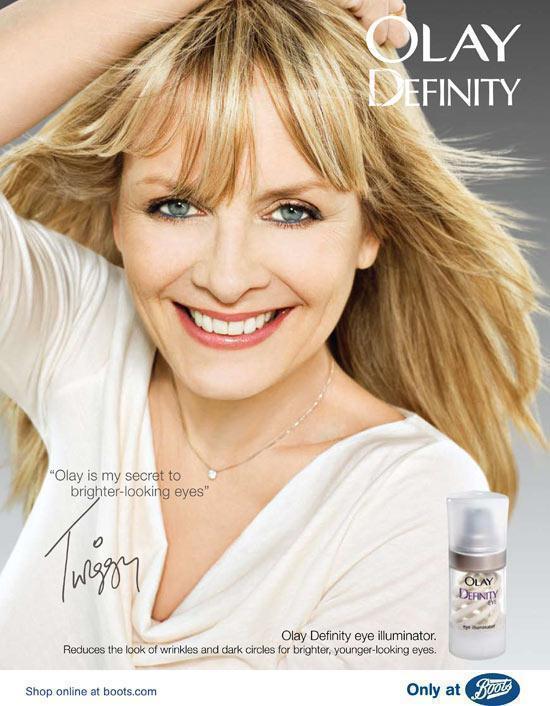 OLAY
DEFINITY
“Olay is my secret to
brighter-looking eyes”
Twiggy
OLAY
DEFINITY
eye
eye illuminator
Olay Definity eye illuminator.
Reduces the look of wrinkles and dark circles for brighter, younger-looking eyes.
Shop online at boots.com
Only at Boots